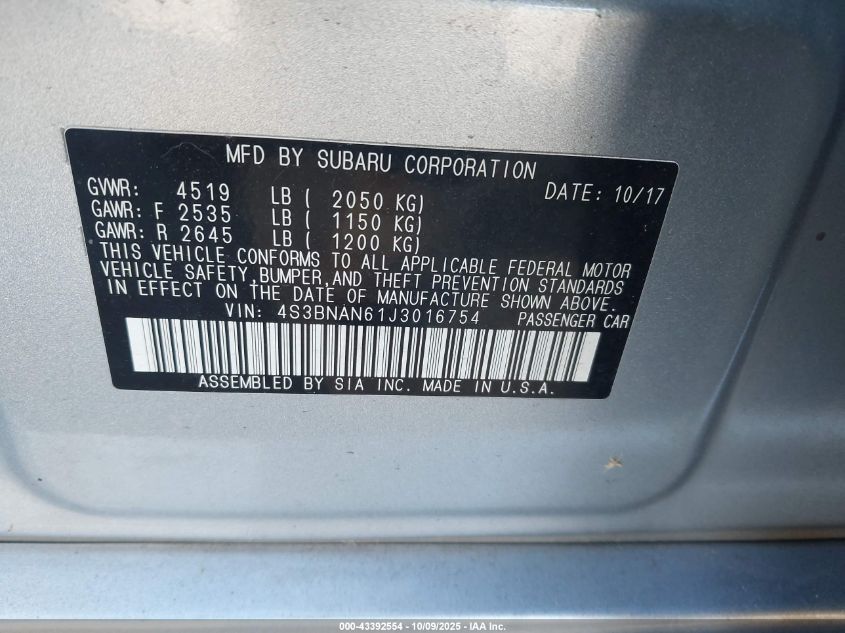 MFD BY SUBARU CORPORATION
GVWR: 4519 LB ( 2050 KG) DATE: 10/17
GAWR: F 2535 LB ( 1150 KG)
GAWR: R 2645 LB ( 1200 KG)
THIS VEHICLE CONFORMS TO ALL APPLICABLE FEDERAL MOTOR
VEHICLE SAFETY, BUMPER, AND THEFT PREVENTION STANDARDS
IN EFFECT ON THE DATE OF MANUFACTURE SHOWN ABOVE.
VIN: 4S3BNAN61J3016754 PASSENGER CAR
ASSEMBLED BY SIA INC. MADE IN U.S.A.
000-43392554 - 10/09/2025 - IAA Inc.